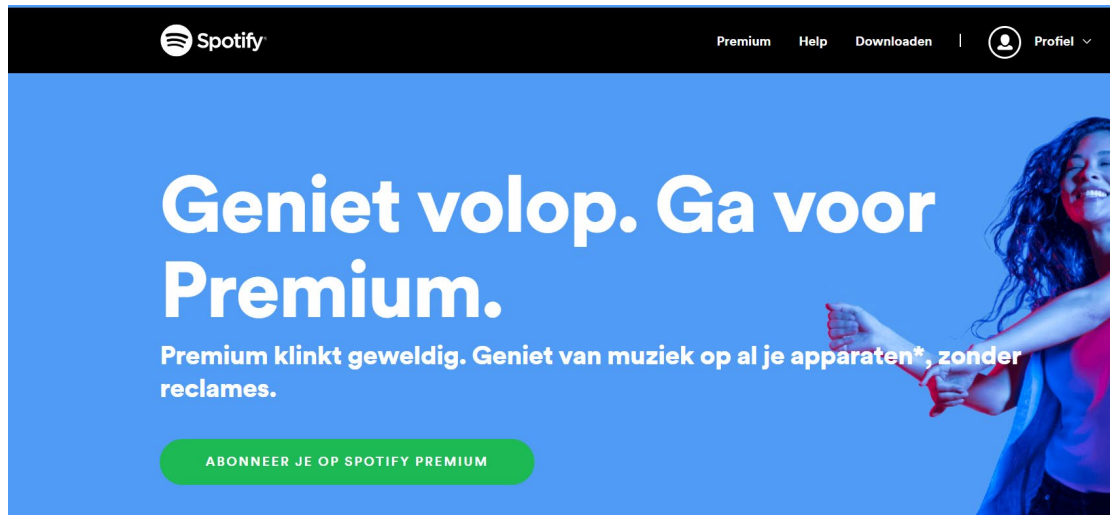 Spotify
Premium Help Downloaden | Profiel
Geniet volop. Ga voor
Premium.
Premium klinkt geweldig. Geniet van muziek op al je apparaten*, zonder
reclames.
ABONNEER JE OP SPOTIFY PREMIUM